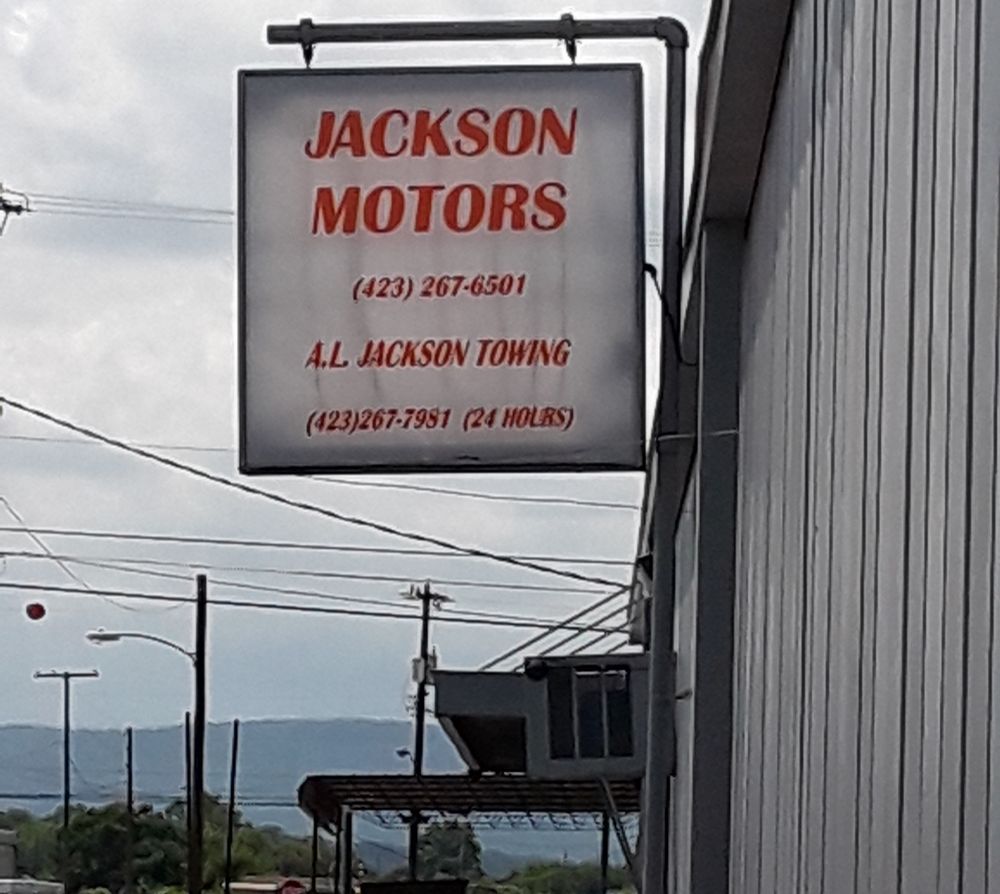 JACKSON
MOTORS
(423) 267-6501
A.L. JACKSON TOWING
(423)267-7981 (24 HOURS)